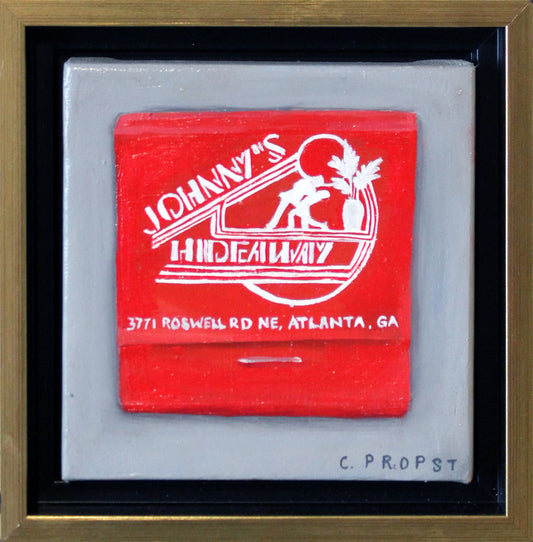 JOHNNY'S
HIDEAWAY
3771 ROSWELL RD NE, ATLANTA, GA
C. PROPST